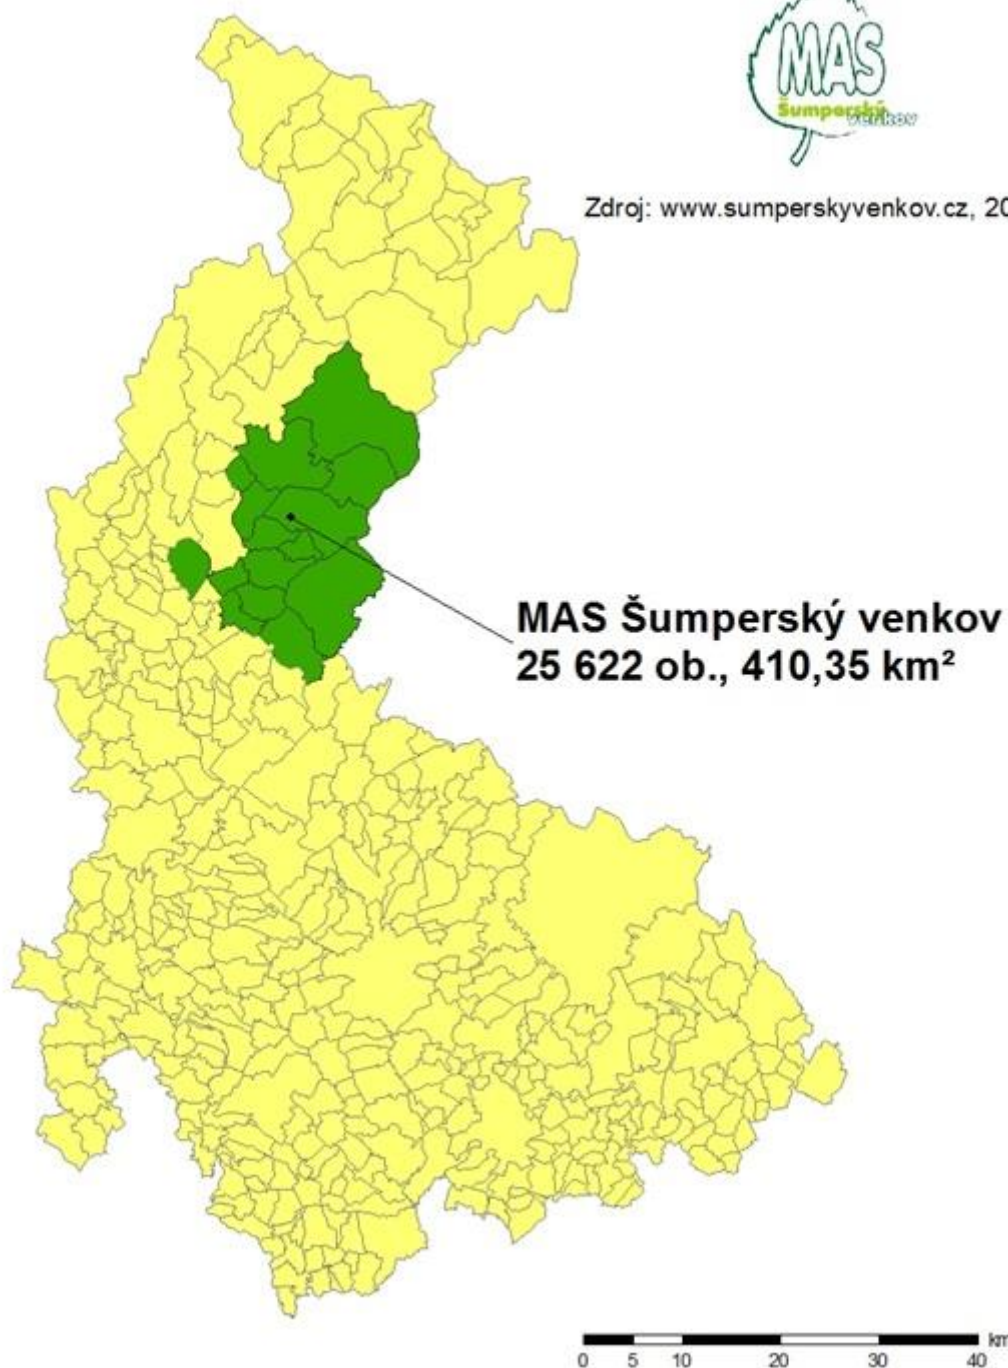 MAS
Šumperský
venkov
Zdroj: www.sumperskyvenkov.cz, 20
MAS Šumperský venkov
25 622 ob., 410,35 km²
km
0 5 10 20 30 40